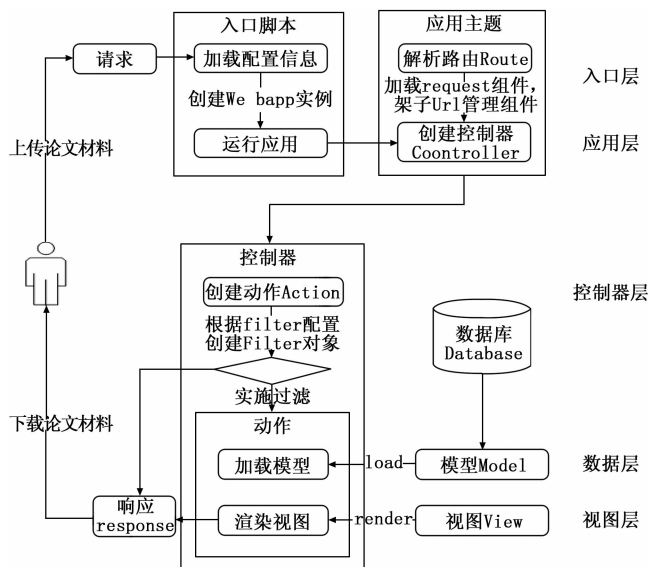 入口脚本
应用主题
请求
加载配置信息
解析路由Route
入口层
创建We bapp实例
加载request组件，
架子Url管理组件
上传论文材料
运行应用
创建控制器
Coontroller
应用层
控制器
创建动作Action
控制器层
根据filter配置
创建Filter对象
数据库
Database
实施过滤
下载论文材料
动作
加载模型
load
模型Model
数据层
响应
response
渲染视图
render
视图View
视图层